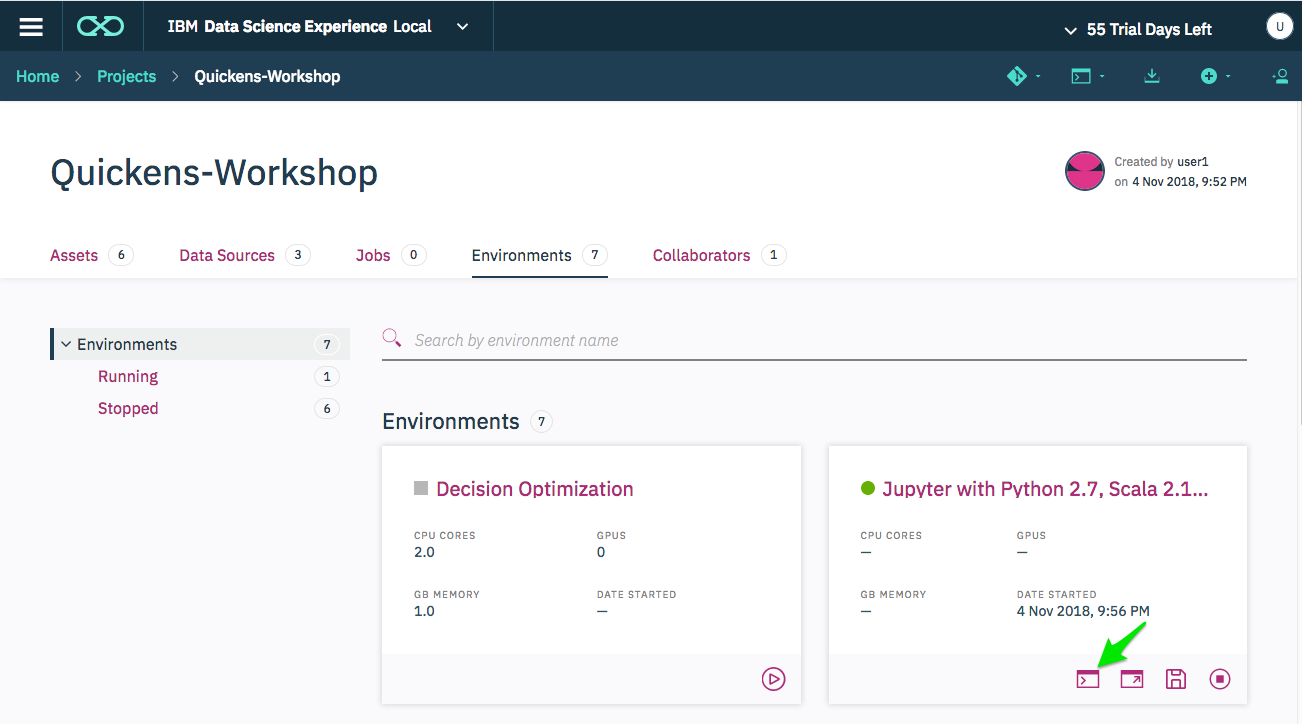 IBM Data Science Experience Local
55 Trial Days Left
U
Home > Projects > Quickens-Workshop
Quickens-Workshop
Created by user1
on 4 Nov 2018, 9:52 PM
Assets 6 Data Sources 3 Jobs 0 Environments 7 Collaborators 1
Environments 7
Running 1
Stopped 6
Search by environment name
Environments 7
Decision Optimization
CPU CORES GPUS
2.0 0
GB MEMORY DATE STARTED
1.0 —
Jupyter with Python 2.7, Scala 2.1...
CPU CORES GPUS
— —
GB MEMORY DATE STARTED
— 4 Nov 2018, 9:56 PM